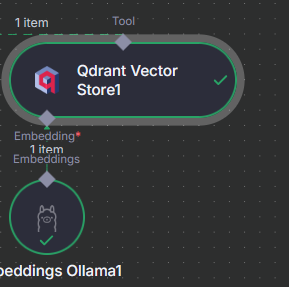 1 item
Tool
Qdrant Vector
Store1
Embedding*
1 item
Embeddings
beddings Ollama1